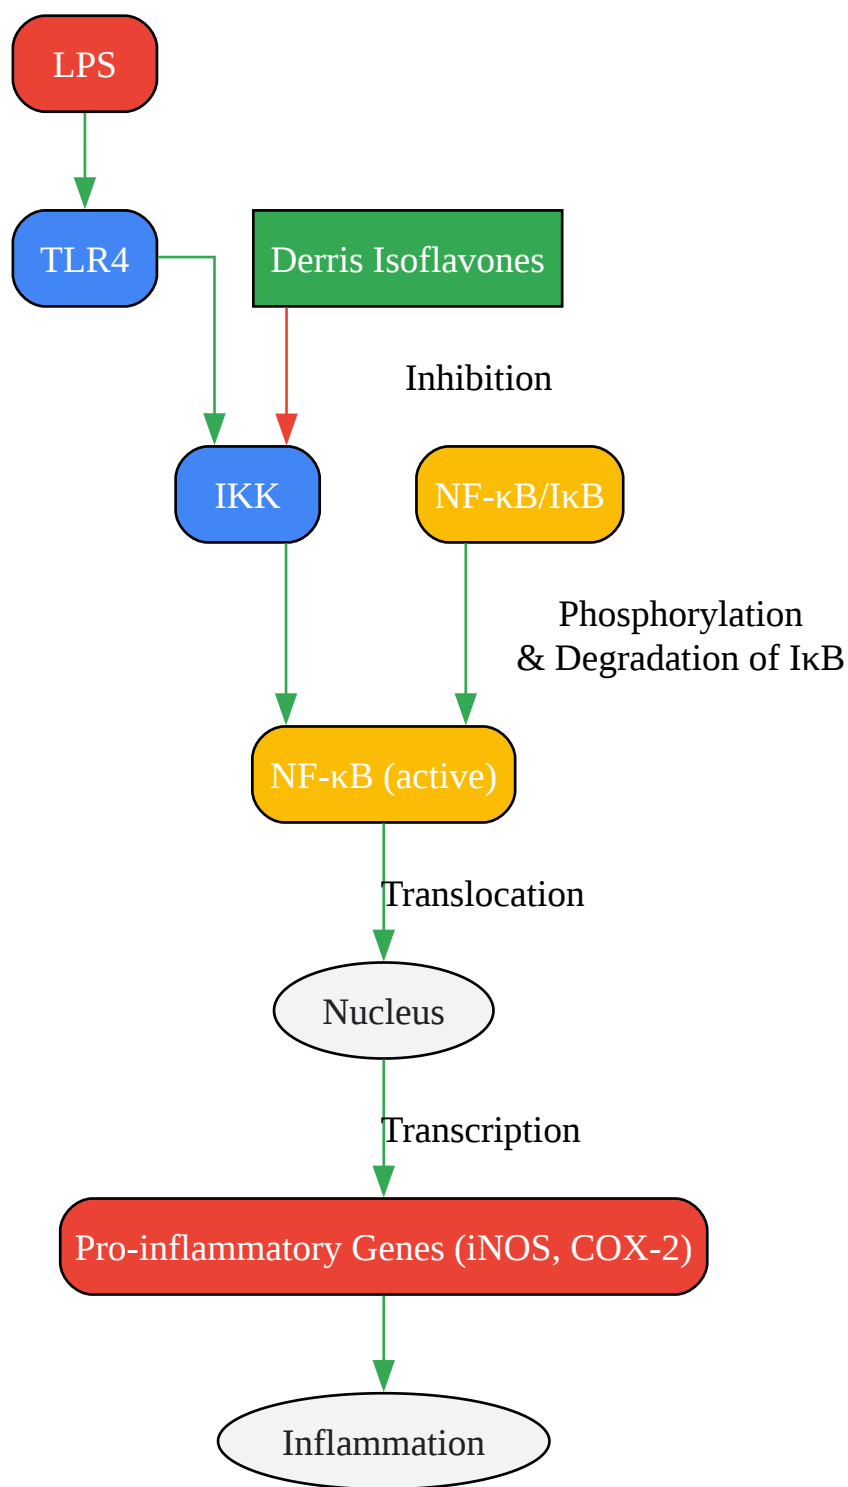 LPS
TLR4
Derris Isoflavones
Inhibition
IKK
NF-κB/IκB
Phosphorylation
& Degradation of IκB
NF-κB (active)
Translocation
Nucleus
Transcription
Pro-inflammatory Genes (iNOS, COX-2)
Inflammation